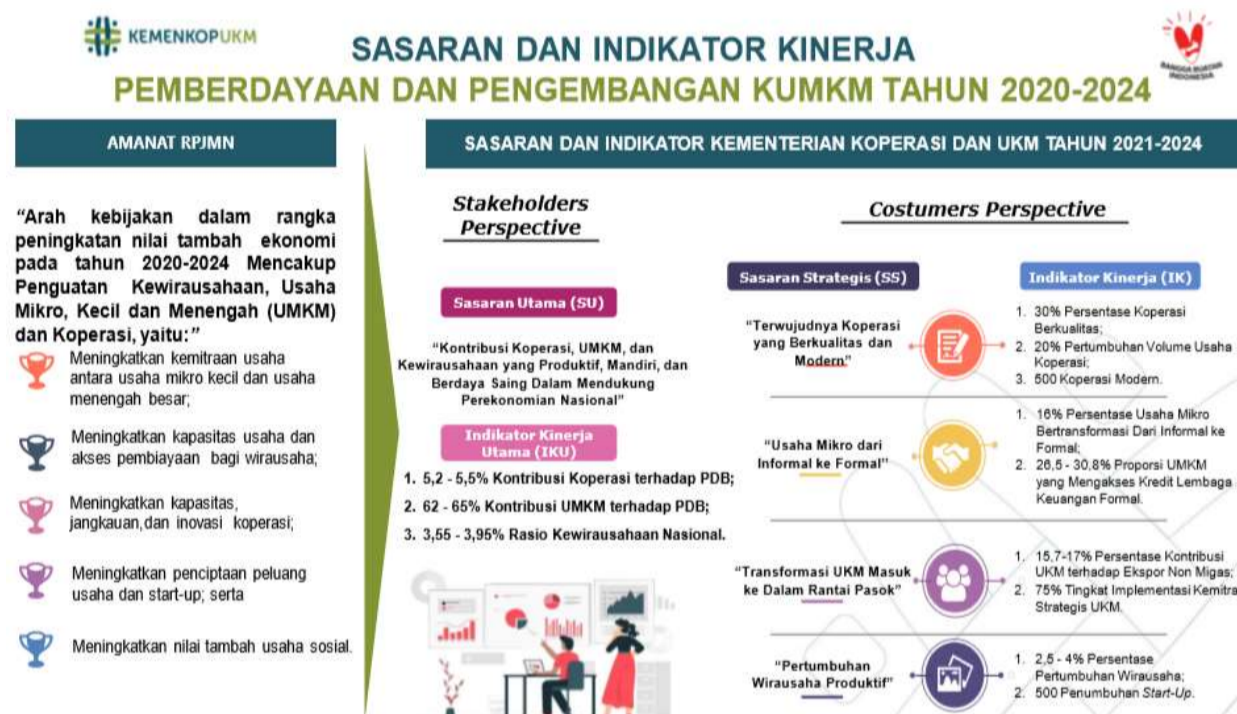 KEMENKOPUKM
SASARAN DAN INDIKATOR KINERJA
PEMBERDAYAAN DAN PENGEMBANGAN KUMKM TAHUN 2020-2024
BANGGA BUATAN
INDONESIA
AMANAT RPJMN
“Arah kebijakan dalam rangka
peningkatan nilai tambah ekonomi
pada tahun 2020-2024 Mencakup
Penguatan Kewirausahaan, Usaha
Mikro, Kecil dan Menengah (UMKM)
dan Koperasi, yaitu:”
Meningkatkan kemitraan usaha
antara usaha mikro kecil dan usaha
menengah besar;
Meningkatkan kapasitas usaha dan
akses pembiayaan bagi wirausaha;
Meningkatkan kapasitas,
jangkauan,dan inovasi koperasi;
Meningkatkan penciptaan peluang
usaha dan start-up; serta
Meningkatkan nilai tambah usaha sosial.
SASARAN DAN INDIKATOR KEMENTERIAN KOPERASI DAN UKM TAHUN 2021-2024
Stakeholders
Perspective
Sasaran Utama (SU)
“Kontribusi Koperasi, UMKM, dan
Kewirausahaan yang Produktif, Mandiri, dan
Berdaya Saing Dalam Mendukung
Perekonomian Nasional”
Indikator Kinerja
Utama (IKU)
1. 5,2 - 5,5% Kontribusi Koperasi terhadap PDB;
2. 62 - 65% Kontribusi UMKM terhadap PDB;
3. 3,55 - 3,95% Rasio Kewirausahaan Nasional.
Costumers Perspective
Sasaran Strategis (SS)
Indikator Kinerja (IK)
“Terwujudnya Koperasi
yang Berkualitas dan
Modern”
1. 30% Persentase Koperasi
Berkualitas;
2. 20% Pertumbuhan Volume Usaha
Koperasi;
3. 500 Koperasi Modern.
“Usaha Mikro dari
Informal ke Formal”
1. 16% Persentase Usaha Mikro
Bertransformasi Dari Informal ke
Formal;
2. 26,5 - 30,8% Proporsi UMKM
yang Mengakses Kredit Lembaga
Keuangan Formal.
“Transformasi UKM Masuk
ke Dalam Rantai Pasok”
1. 15,7-17% Persentase Kontribusi
UKM terhadap Ekspor Non Migas;
2. 75% Tingkat Implementasi Kemitra
Strategis UKM.
“Pertumbuhan
Wirausaha Produktif”
1. 2,5 - 4% Persentase
Pertumbuhan Wirausaha;
2. 500 Penumbuhan Start-Up.